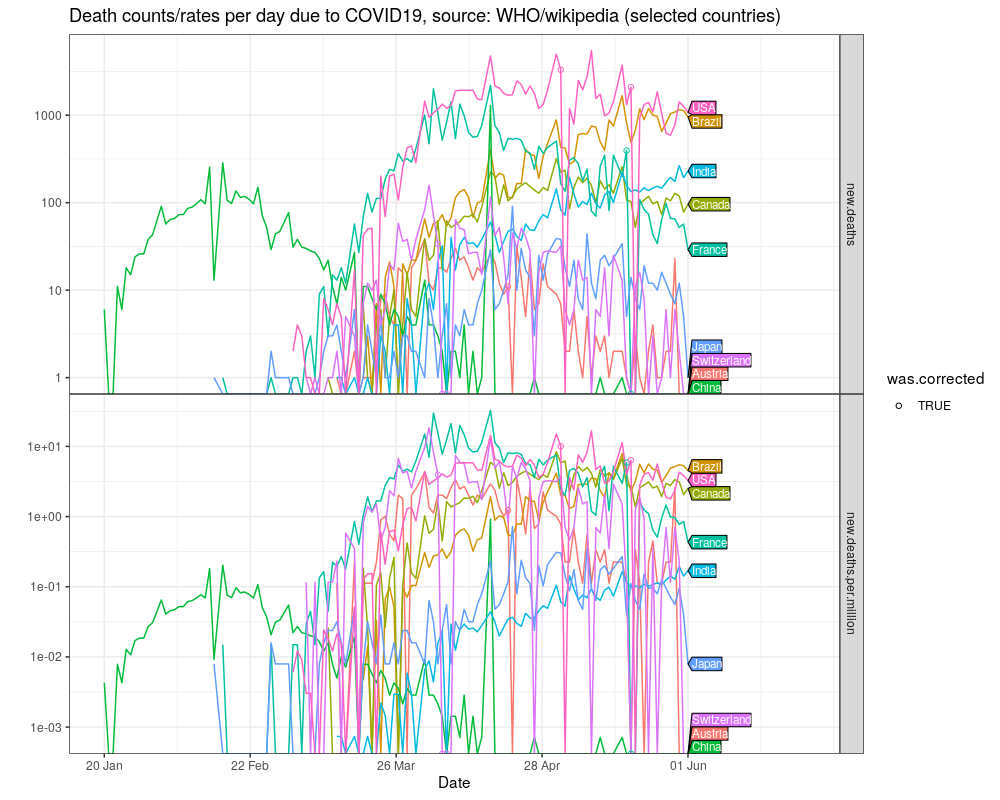 Death counts/rates per day due to COVID19, source: WHO/wikipedia (selected countries)
1000
100
10
1
USA
Brazil
India
Canada
France
Japan
Switzerland
Austria
China
new.deaths
1e+01
1e+00
1e-01
1e-02
1e-03
Brazil
USA
Canada
France
India
Japan
Switzerland
Austria
China
new.deaths.per.million
20 Jan
22 Feb
26 Mar
28 Apr
01 Jun
Date
was.corrected
TRUE